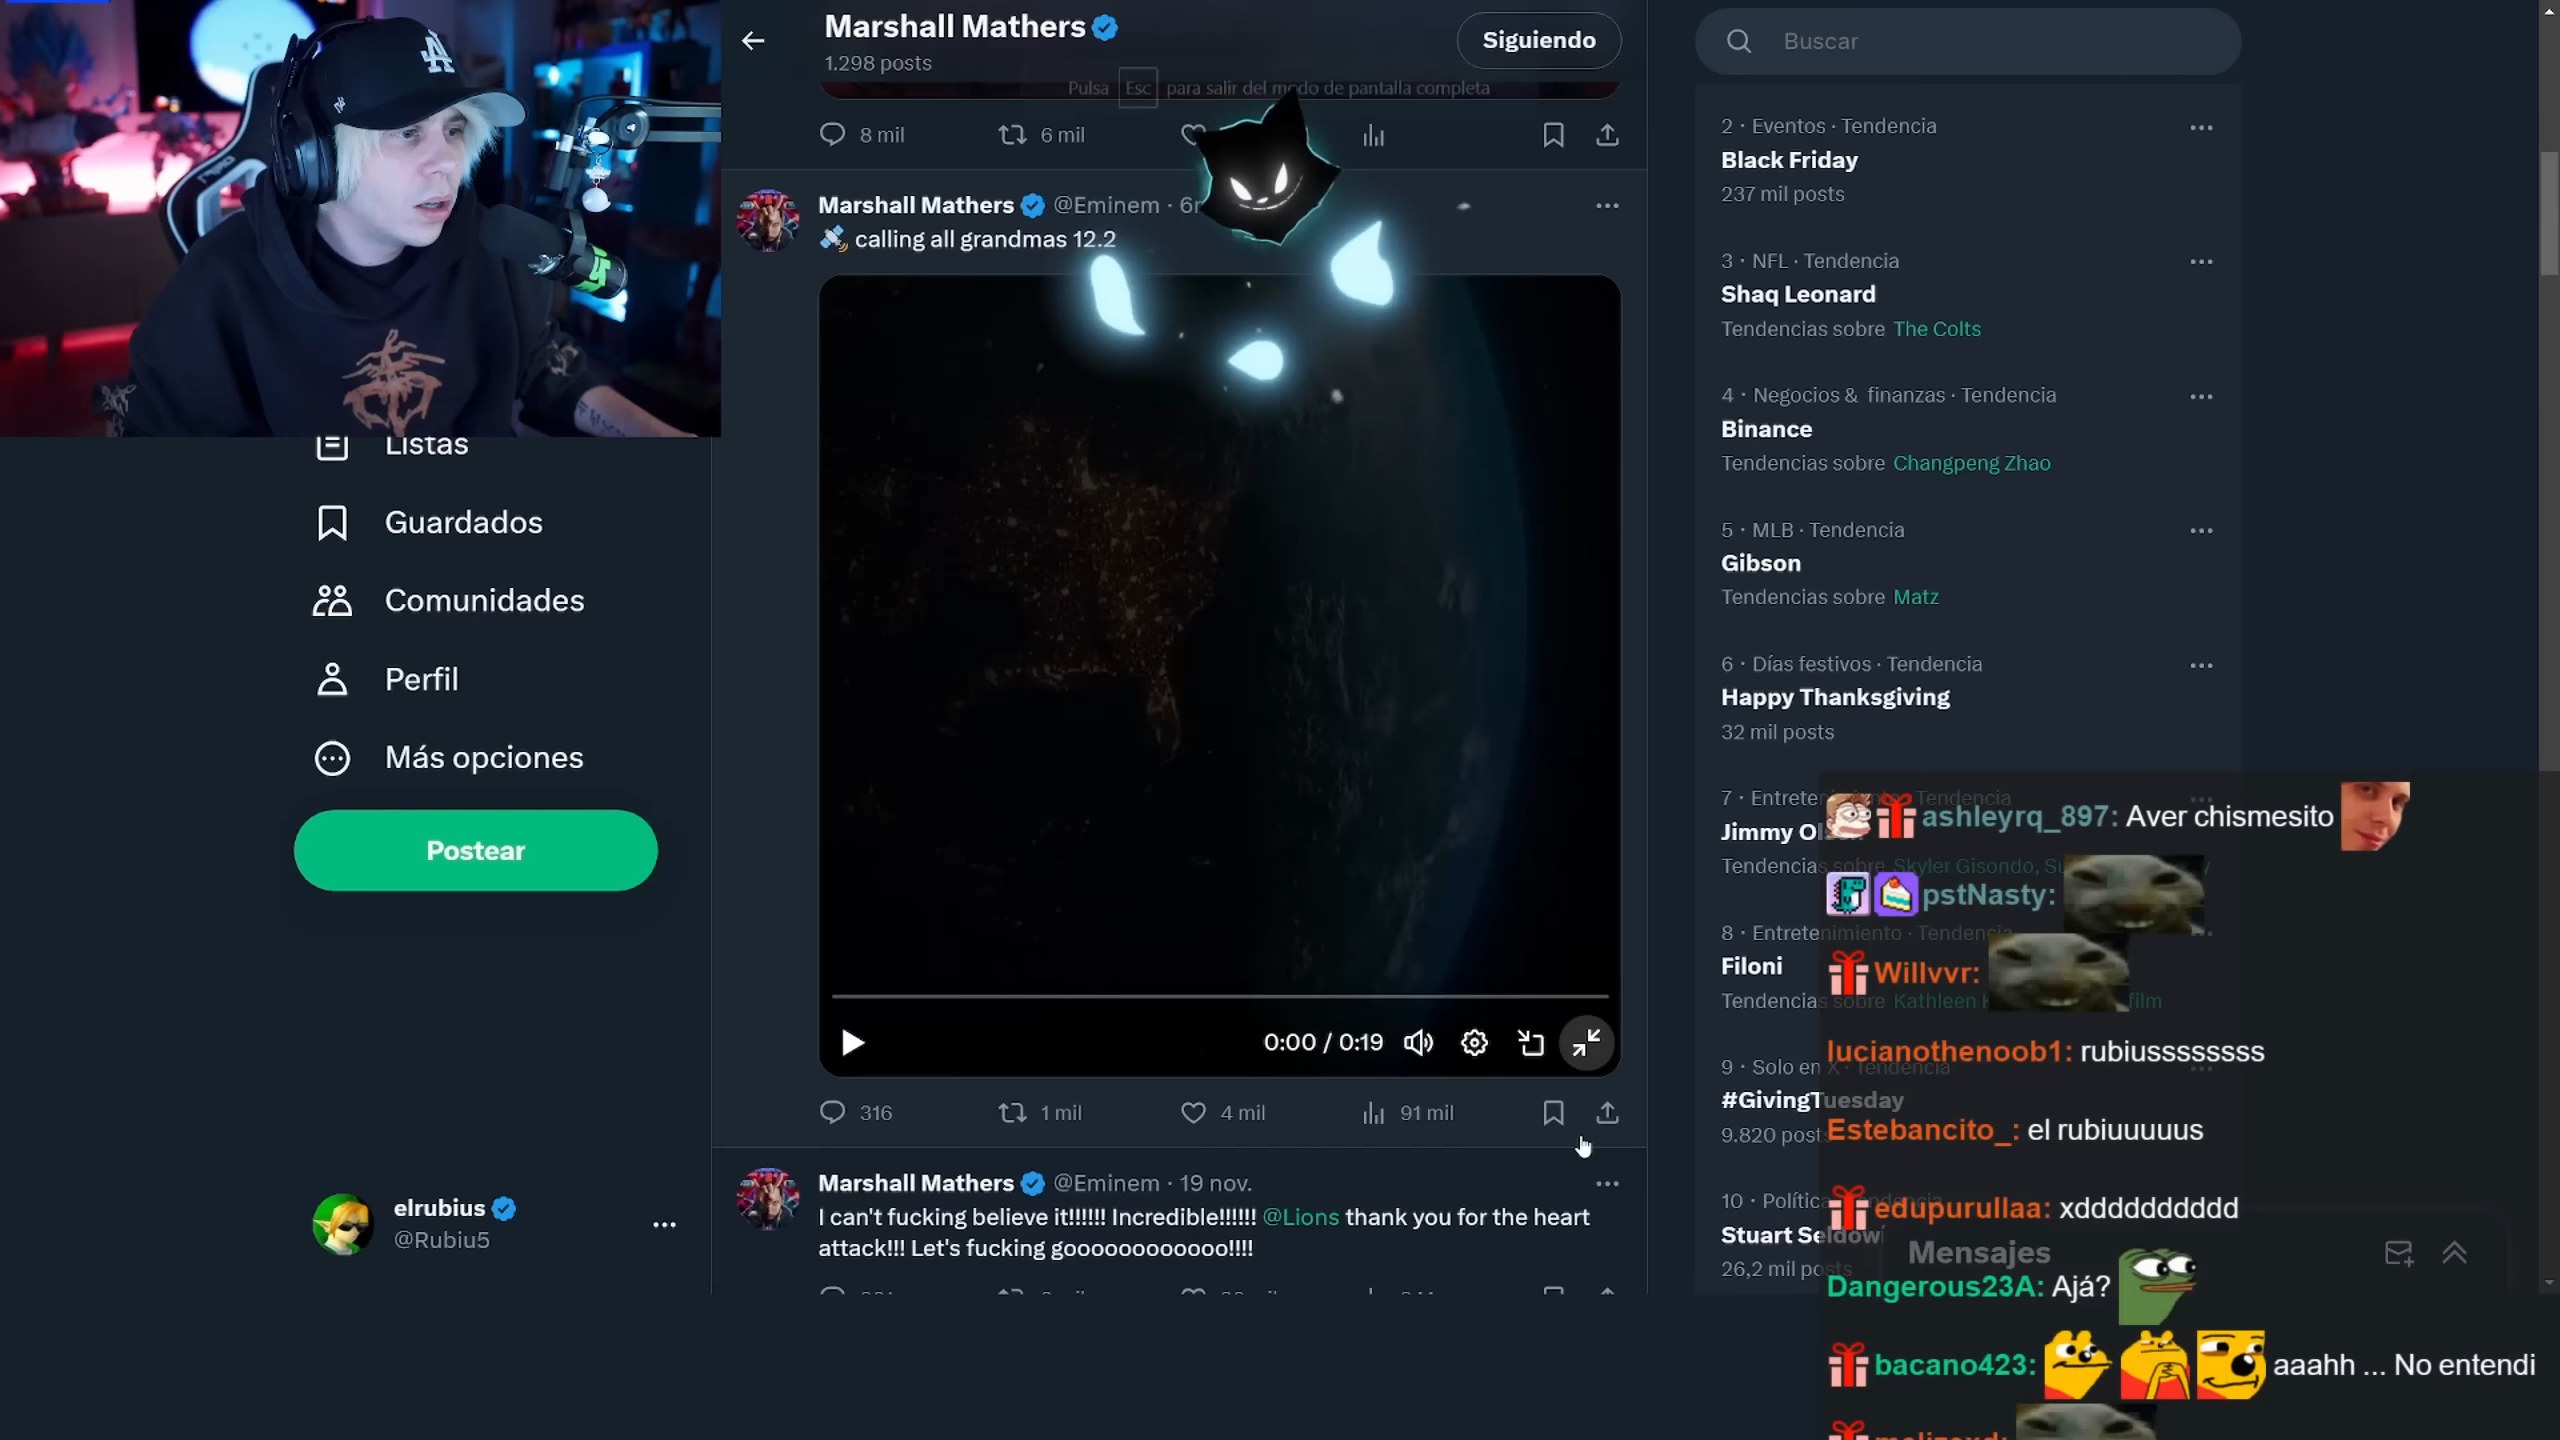 Marshall Mathers
1.298 posts
Siguiendo
Pulsa Esc para salir del modo de pantalla completa
8 mil 6 mil
Marshall Mathers @Eminem
calling all grandmas 12.2
0:00 / 0:19
316 1 mil 4 mil 91 mil
Marshall Mathers @Eminem · 19 nov.
I can't fucking believe it!!!!!! Incredible!!!!!! @Lions thank you for the heart
attack!!! Let's fucking goooooooooooo!!!!
Listas
Guardados
Comunidades
Perfil
Más opciones
Postear
elrubius
@Rubiu5
Buscar
2 · Eventos · Tendencia
Black Friday
237 mil posts
3 · NFL · Tendencia
Shaq Leonard
Tendencias sobre The Colts
4 · Negocios & finanzas · Tendencia
Binance
Tendencias sobre Changpeng Zhao
5 · MLB · Tendencia
Gibson
Tendencias sobre Matz
6 · Días festivos · Tendencia
Happy Thanksgiving
32 mil posts
7 · Tendencia
Jimmy
Tendencias sobre Skyler Gisondo,
8 · Entretenimiento · Tendencia
Filoni
Tendencias sobre Kathleen film
9 · Solo en X · Tendencia
#GivingTuesday
9.820 posts
10 · Política · Tendencia
Stuart Seldowi
26,2 mil posts
Mensajes
ashleyrq_897: Aver chismesito
pstNasty:
Willvvr:
lucianothenoob1: rubiusssssssss
Estebancito_: el rubiuuuuus
edupurullaa: xdddddddddd
Dangerous23A: Ajá?
bacano423: aaahh ... No entendi